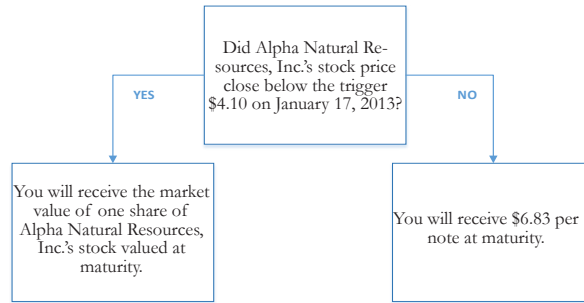 Did Alpha Natural Re-
sources, Inc.'s stock price
close below the trigger
$4.10 on January 17, 2013?
YES
NO
You will receive the market
value of one share of
Alpha Natural Resources,
Inc.'s stock valued at
maturity.
You will receive $6.83 per
note at maturity.